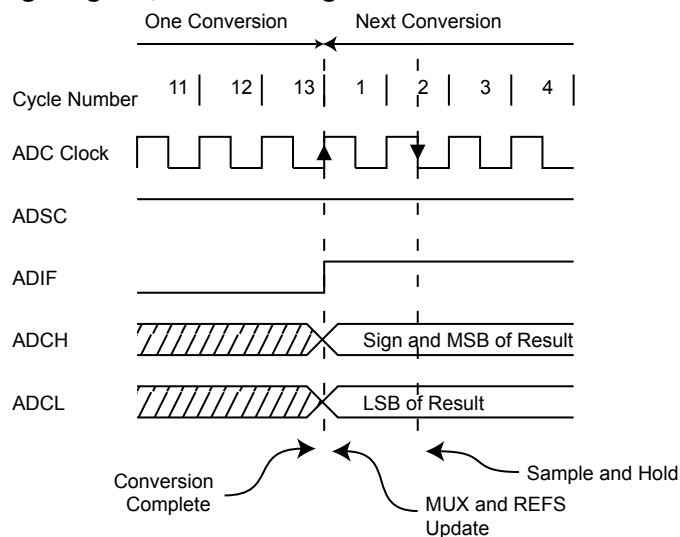 One Conversion Next Conversion
Cycle Number 11 12 13 1 2 3 4
ADC Clock
ADSC
ADIF
ADCH Sign and MSB of Result
ADCL LSB of Result
Conversion
Complete
MUX and REFS
Update
Sample and Hold